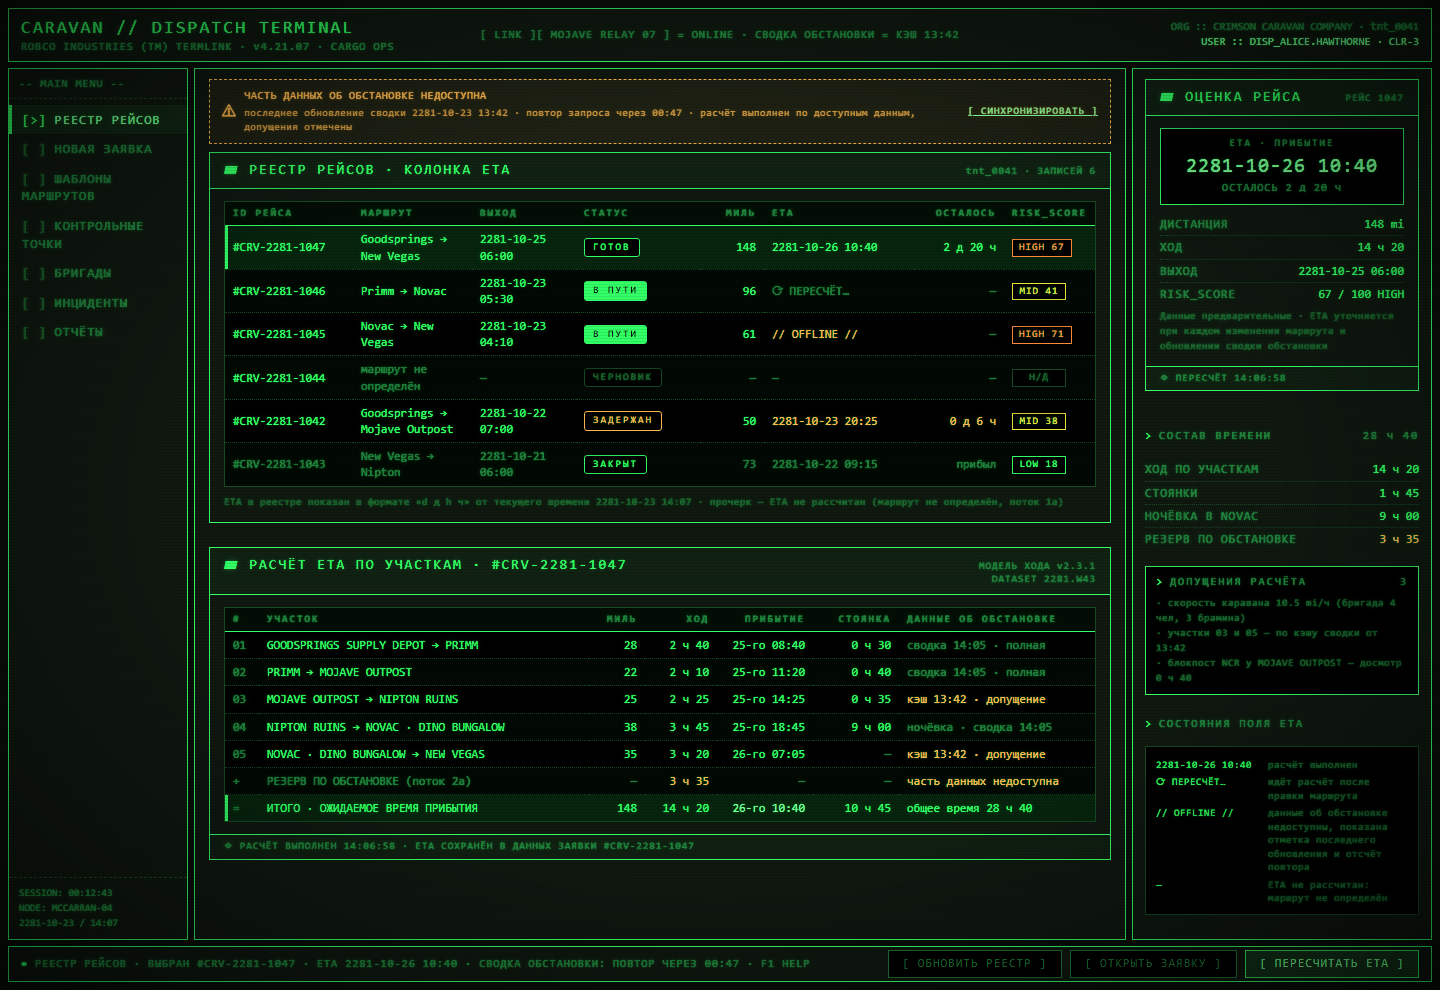 CARAVAN // DISPATCH TERMINAL
ROBCO INDUSTRIES (TM) TERMLINK · v4.21.07 · CARGO OPS
[ LINK ][ MOJAVE RELAY 07 ] = ONLINE · СВОДКА ОБСТАНОВКИ = КЭШ 13:42
ORG :: CRIMSON CARAVAN COMPANY · tnt_0041
USER :: DISP_ALICE.HAWTHORNE · CLR-3
-- MAIN MENU --
[>] РЕЕСТР РЕЙСОВ
[ ] НОВАЯ ЗАЯВКА
[ ] ШАБЛОНЫ
МАРШРУТОВ
[ ] КОНТРОЛЬНЫЕ
ТОЧКИ
[ ] БРИГАДЫ
[ ] ИНЦИДЕНТЫ
[ ] ОТЧЁТЫ
SESSION: 00:12:43
NODE: MCCARRAN-04
2281-10-23 / 14:07
ЧАСТЬ ДАННЫХ ОБ ОБСТАНОВКЕ НЕДОСТУПНА
последнее обновление сводки 2281-10-23 13:42 · повтор запроса через 00:47 · расчёт выполнен по доступным данным,
допущения отмечены
[ СИНХРОНИЗИРОВАТЬ ]
РЕЕСТР РЕЙСОВ · КОЛОНКА ETA
tnt_0041 · ЗАПИСЕЙ 6
ID РЕЙСА МАРШРУТ ВЫХОД СТАТУС МИЛЬ ETA ОСТАЛОСЬ RISK_SCORE
#CRV-2281-1047 Goodsprings → New Vegas 2281-10-25 06:00 ГОТОВ 148 2281-10-26 10:40 2 д 20 ч HIGH 67
#CRV-2281-1046 Primm → Novac 2281-10-23 05:30 В ПУТИ 96 ⟳ ПЕРЕСЧЁТ… — MID 41
#CRV-2281-1045 Novac → New Vegas 2281-10-23 04:10 В ПУТИ 61 // OFFLINE // — HIGH 71
#CRV-2281-1044 маршрут не определён — ЧЕРНОВИК — — — Н/Д
#CRV-2281-1042 Goodsprings → Mojave Outpost 2281-10-22 07:00 ЗАДЕРЖАН 50 2281-10-23 20:25 0 д 6 ч MID 38
#CRV-2281-1043 New Vegas → Nipton 2281-10-21 06:00 ЗАКРЫТ 73 2281-10-22 09:15 прибыл LOW 18
ETA в реестре показан в формате «d д h ч» от текущего времени 2281-10-23 14:07 · прочерк — ETA не рассчитан (маршрут не определён, поток 1a)
РАСЧЁТ ETA ПО УЧАСТКАМ · #CRV-2281-1047
МОДЕЛЬ ХОДА v2.3.1
DATASET 2281.W43
# УЧАСТОК МИЛЬ ХОД ПРИБЫТИЕ СТОЯНКА ДАННЫЕ ОБ ОБСТАНОВКЕ
01 GOODSPRINGS SUPPLY DEPOT → PRIMM 28 2 ч 40 25-го 08:40 0 ч 30 сводка 14:05 · полная
02 PRIMM → MOJAVE OUTPOST 22 2 ч 10 25-го 11:20 0 ч 40 сводка 14:05 · полная
03 MOJAVE OUTPOST → NIPTON RUINS 25 2 ч 25 25-го 14:25 0 ч 35 кэш 13:42 · допущение
04 NIPTON RUINS → NOVAC · DINO BUNGALOW 38 3 ч 45 25-го 18:45 9 ч 00 ночёвка · сводка 14:05
05 NOVAC · DINO BUNGALOW → NEW VEGAS 35 3 ч 20 26-го 07:05 — кэш 13:42 · допущение
+ РЕЗЕРВ ПО ОБСТАНОВКЕ (поток 2a) — 3 ч 35 — — часть данных недоступна
= ИТОГО · ОЖИДАЕМОЕ ВРЕМЯ ПРИБЫТИЯ 148 14 ч 20 26-го 10:40 10 ч 45 общее время 28 ч 40
РАСЧЁТ ВЫПОЛНЕН 14:06:58 · ETA СОХРАНЁН В ДАННЫХ ЗАЯВКИ #CRV-2281-1047
ОЦЕНКА РЕЙСА
РЕЙС 1047
ETA · ПРИБЫТИЕ
2281-10-26 10:40
ОСТАЛОСЬ 2 д 20 ч
ДИСТАНЦИЯ 148 mi
ХОД 14 ч 20
ВЫХОД 2281-10-25 06:00
RISK_SCORE 67 / 100 HIGH
Данные предварительные · ETA уточняется
при каждом изменении маршрута и
обновлении сводки обстановки
ПЕРЕСЧЁТ 14:06:58
> СОСТАВ ВРЕМЕНИ 28 ч 40
ХОД ПО УЧАСТКАМ 14 ч 20
СТОЯНКИ 1 ч 45
НОЧЁВКА В NOVAC 9 ч 00
РЕЗЕРВ ПО ОБСТАНОВКЕ 3 ч 35
> ДОПУЩЕНИЯ РАСЧЁТА 3
· скорость каравана 10.5 mi/ч (бригада 4
чел, 3 брамина)
· участки 03 и 05 — по кэшу сводки от
13:42
· блокпост NCR у MOJAVE OUTPOST — досмотр
0 ч 40
> СОСТОЯНИЯ ПОЛЯ ETA
2281-10-26 10:40 расчёт выполнен
⟳ ПЕРЕСЧЁТ… идёт расчёт после
правки маршрута
// OFFLINE // данные об обстановке
недоступны, показана
отметка последнего
обновления и отсчёт
повтора
— ETA не рассчитан:
маршрут не определён
● РЕЕСТР РЕЙСОВ · ВЫБРАН #CRV-2281-1047 · ETA 2281-10-26 10:40 · СВОДКА ОБСТАНОВКИ: ПОВТОР ЧЕРЕЗ 00:47 · F1 HELP
[ ОБНОВИТЬ РЕЕСТР ]
[ ОТКРЫТЬ ЗАЯВКУ ]
[ ПЕРЕСЧИТАТЬ ETA ]